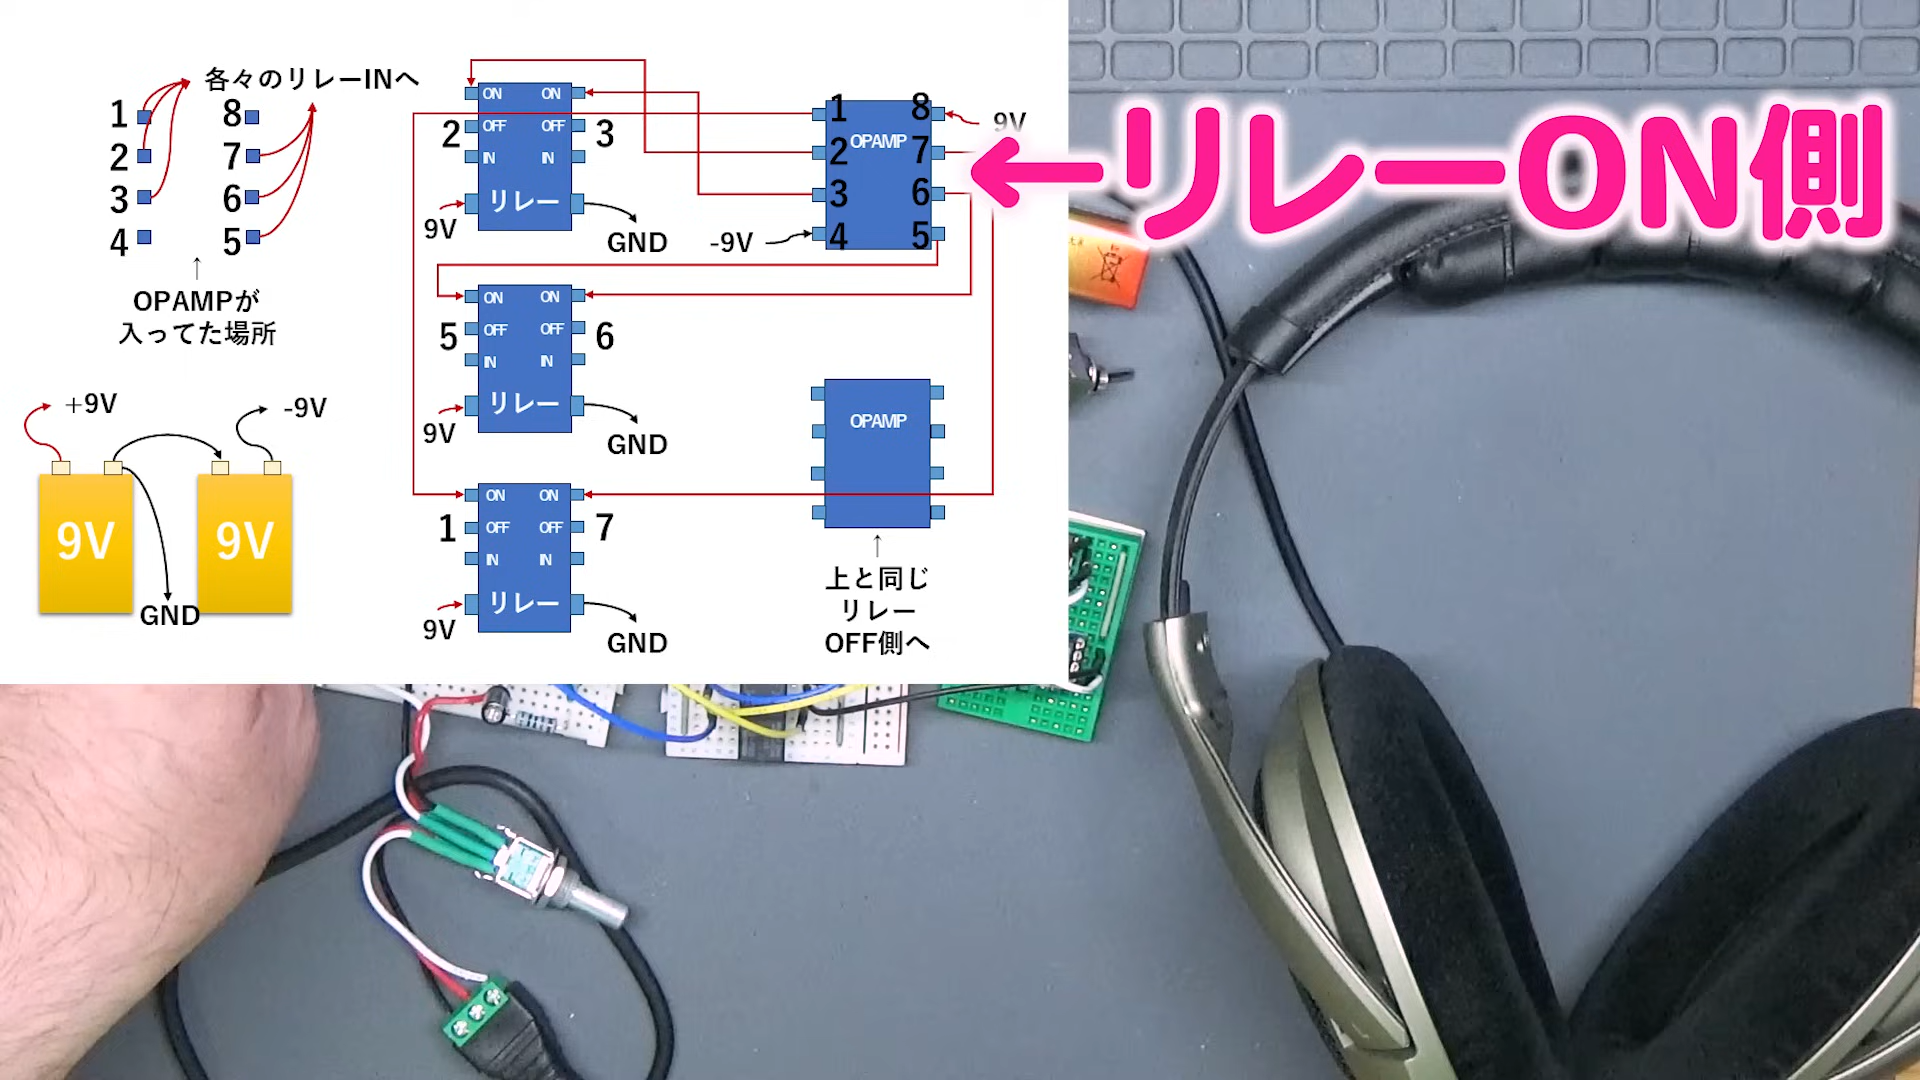 各々のリレーINへ
1
2
3
4
8
7
6
5
↑
OPAMPが
入ってた場所
+9V
-9V
9V
9V
GND
ON ON
2 OFF OFF 3
IN IN
リレー
9V
GND
ON ON
5 OFF OFF 6
IN IN
リレー
9V
GND
ON ON
1 OFF OFF 7
IN IN
リレー
9V
GND
1 8
OPAMP
2 7
3 6
4 5
9V
-9V
OPAMP
↑
上と同じ
リレー
OFF側へ
←リレーON側